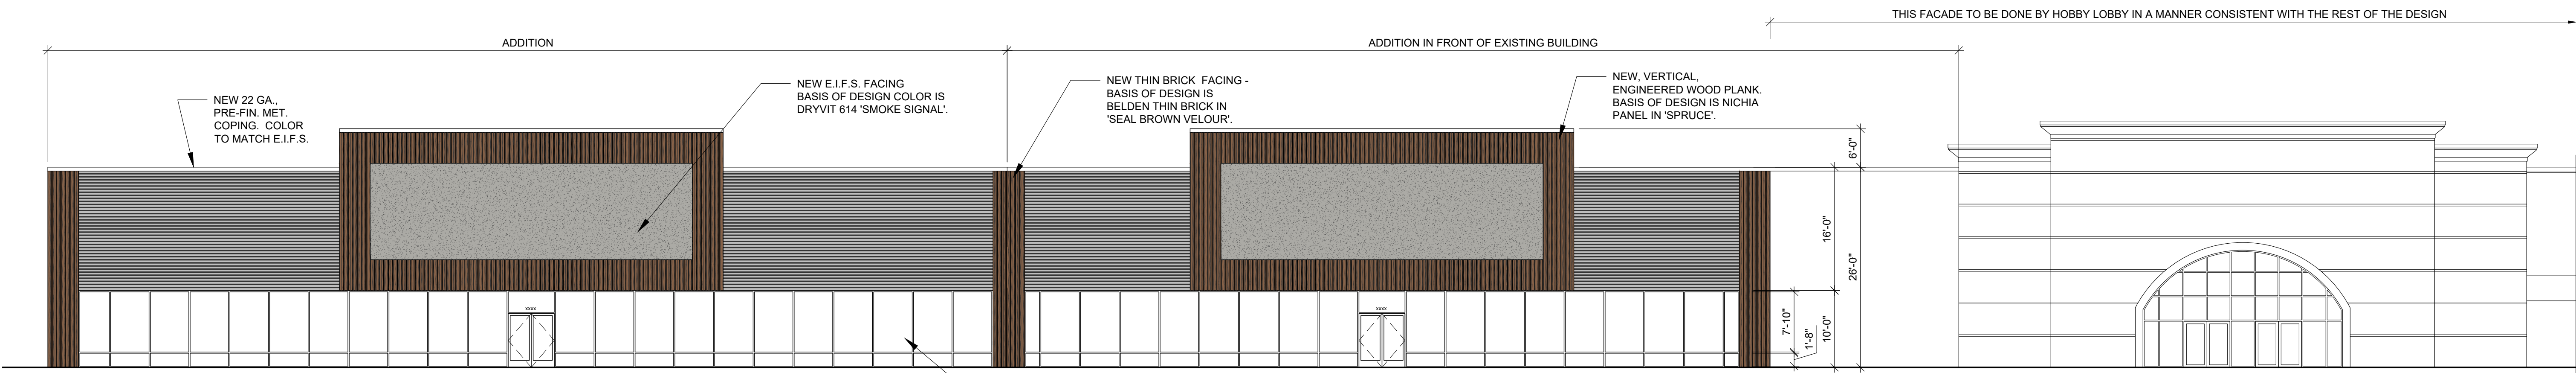 THIS FACADE TO BE DONE BY HOBBY LOBBY IN A MANNER CONSISTENT WITH THE REST OF THE DESIGN
ADDITION
ADDITION IN FRONT OF EXISTING BUILDING
NEW 22 GA.,
PRE-FIN. MET.
COPING.  COLOR
TO MATCH E.I.F.S.
NEW E.I.F.S. FACING
BASIS OF DESIGN COLOR IS
DRYVIT 614 'SMOKE SIGNAL'.
NEW THIN BRICK  FACING -
BASIS OF DESIGN IS
BELDEN THIN BRICK IN
'SEAL BROWN VELOUR'.
NEW, VERTICAL,
ENGINEERED WOOD PLANK.
BASIS OF DESIGN IS NICHIA
PANEL IN 'SPRUCE'.
6'-0"
16'-0"
26'-0"
7'-10"
1'-8"
10'-0"
xxxx
xxxx